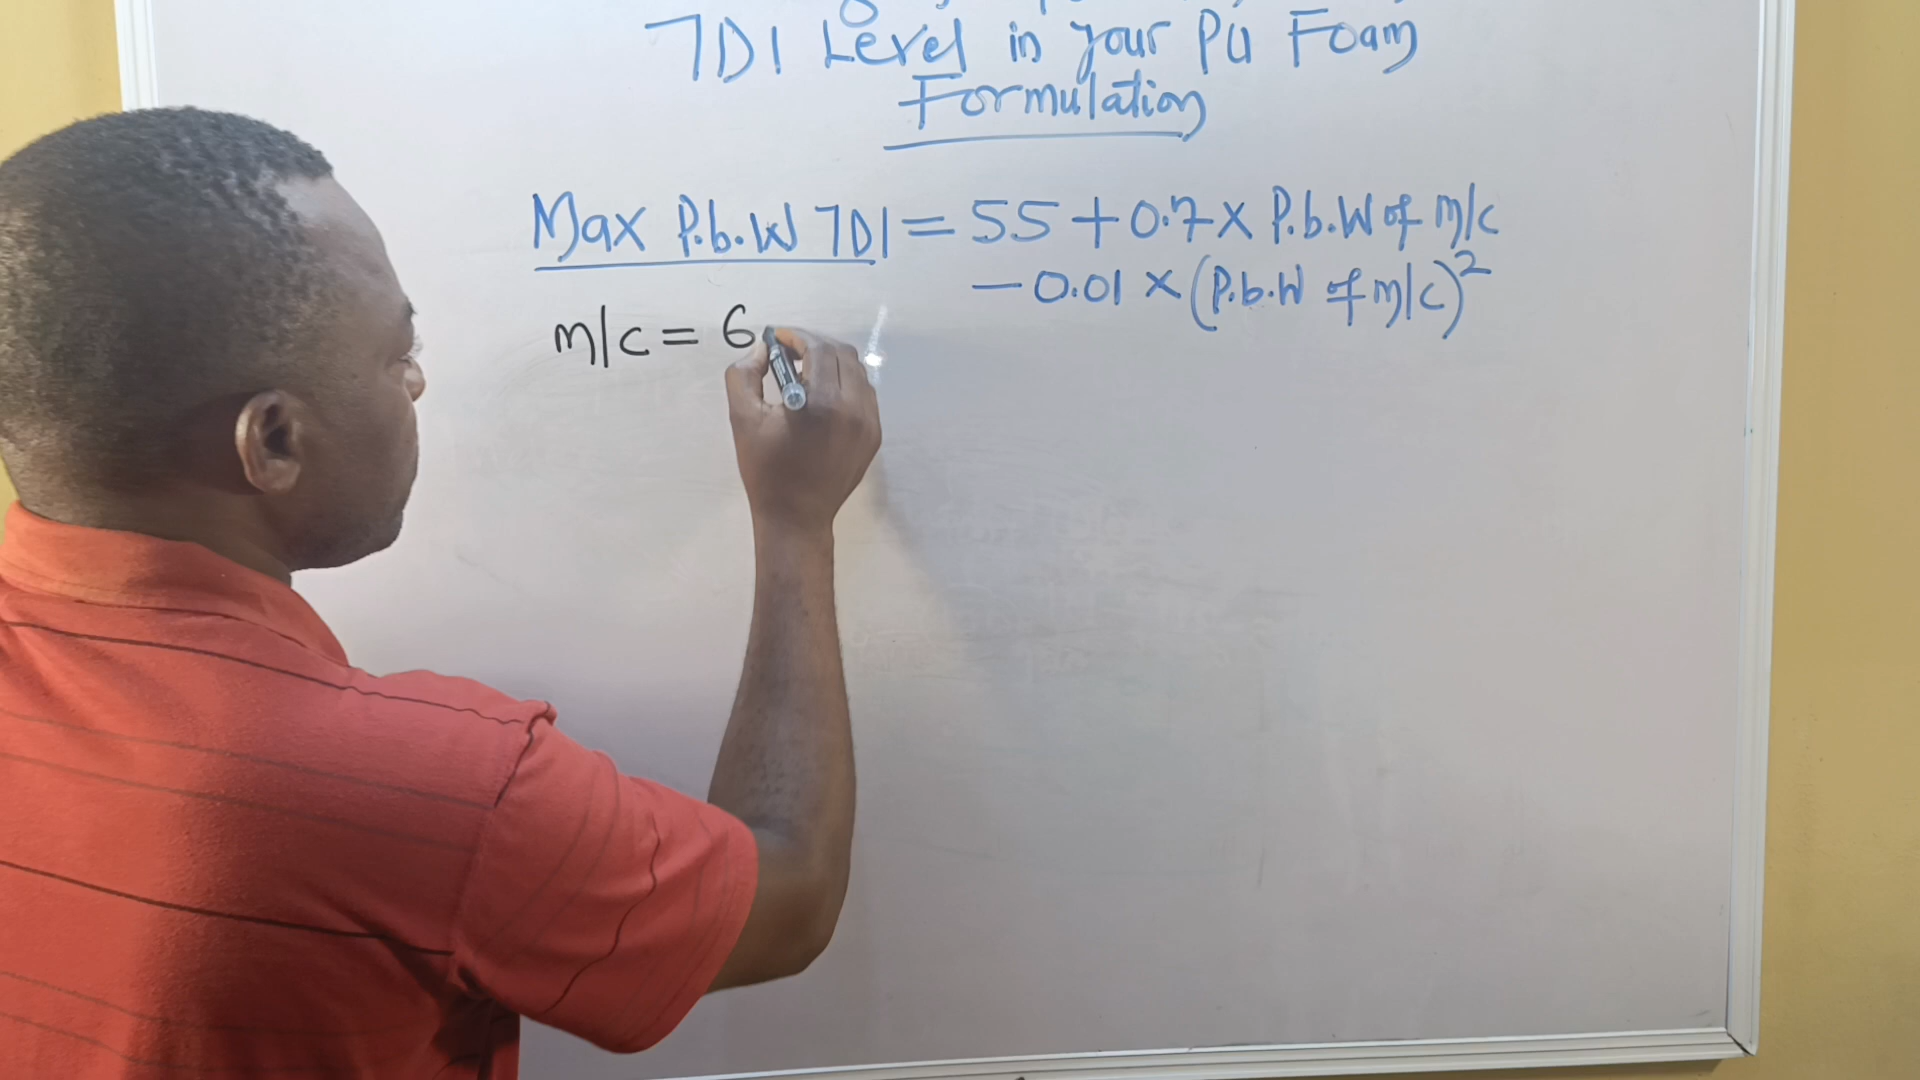 TDI Level in your PU Foam
Formulation
Max P.b.W TDI = 55 + 0.7 x P.b.W of m/c
- 0.01 x (P.b.W of m/c)²
m/c = 6